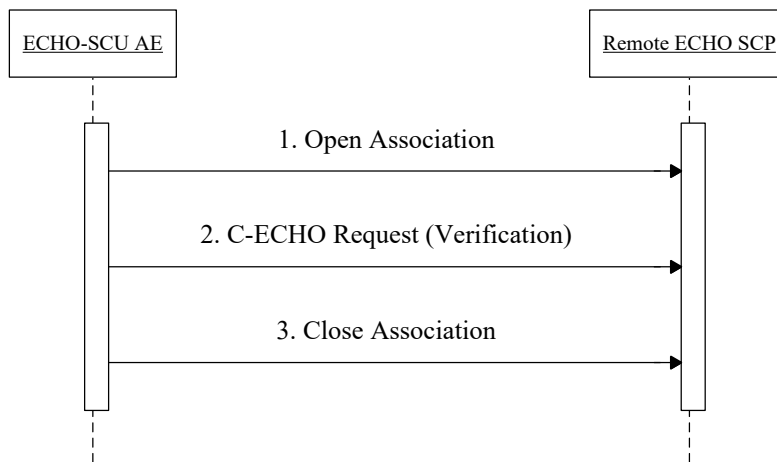 ECHO-SCU AE
Remote ECHO SCP
1. Open Association
2. C-ECHO Request (Verification)
3. Close Association